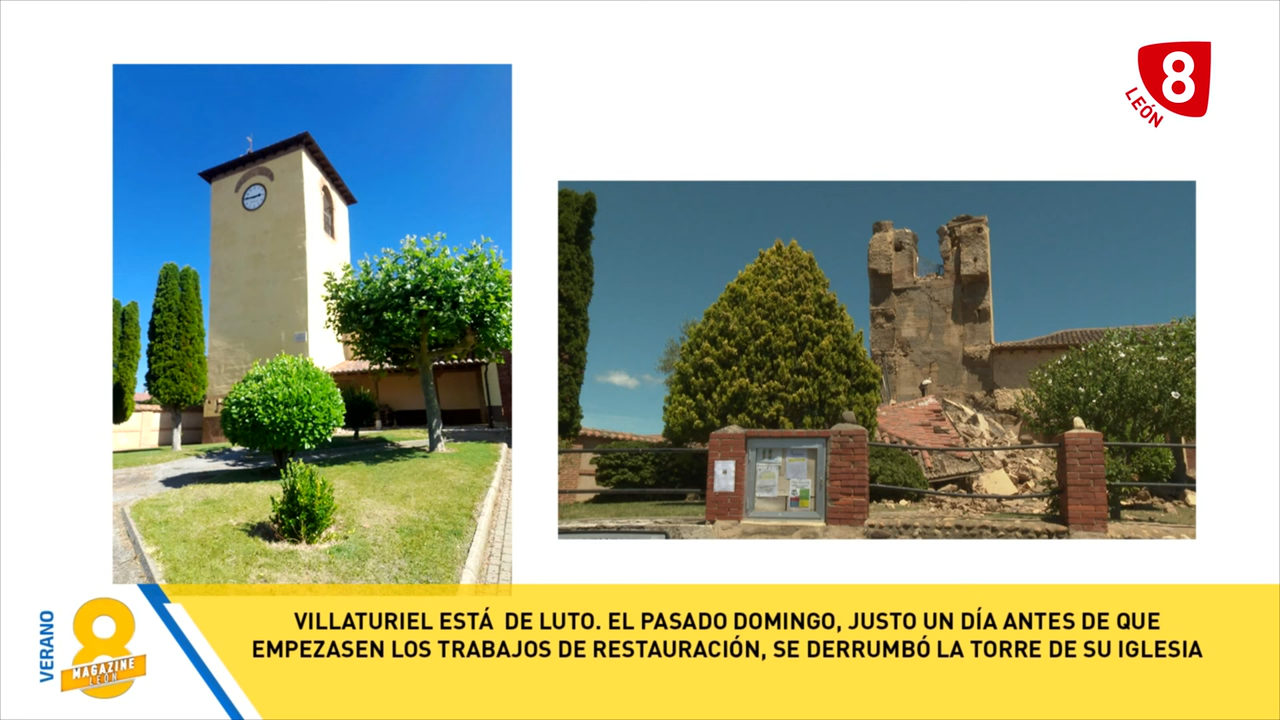 8
LEÓN
VERANO
8
MAGAZINE
LEÓN
VILLATURIEL ESTÁ  DE LUTO. EL PASADO DOMINGO, JUSTO UN DÍA ANTES DE QUE
EMPEZASEN LOS TRABAJOS DE RESTAURACIÓN, SE DERRUMBÓ LA TORRE DE SU IGLESIA